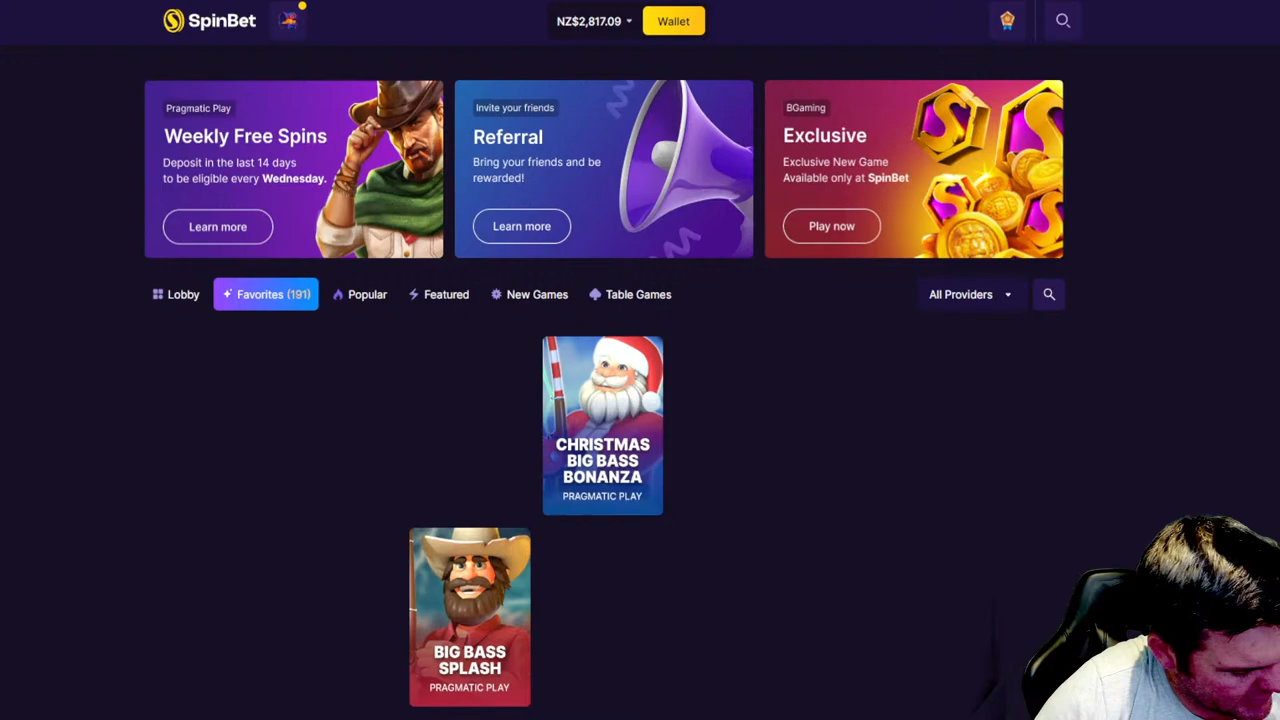 SpinBet
NZ$2,817.09
Wallet
Pragmatic Play
Weekly Free Spins
Deposit in the last 14 days
to be eligible every Wednesday.
Learn more
Invite your friends
Referral
Bring your friends and be
rewarded!
Learn more
BGaming
Exclusive
Exclusive New Game
Available only at SpinBet
Play now
Lobby
Favorites (191)
Popular
Featured
New Games
Table Games
All Providers
CHRISTMAS
BIG BASS
BONANZA
PRAGMATIC PLAY
BIG BASS
SPLASH
PRAGMATIC PLAY